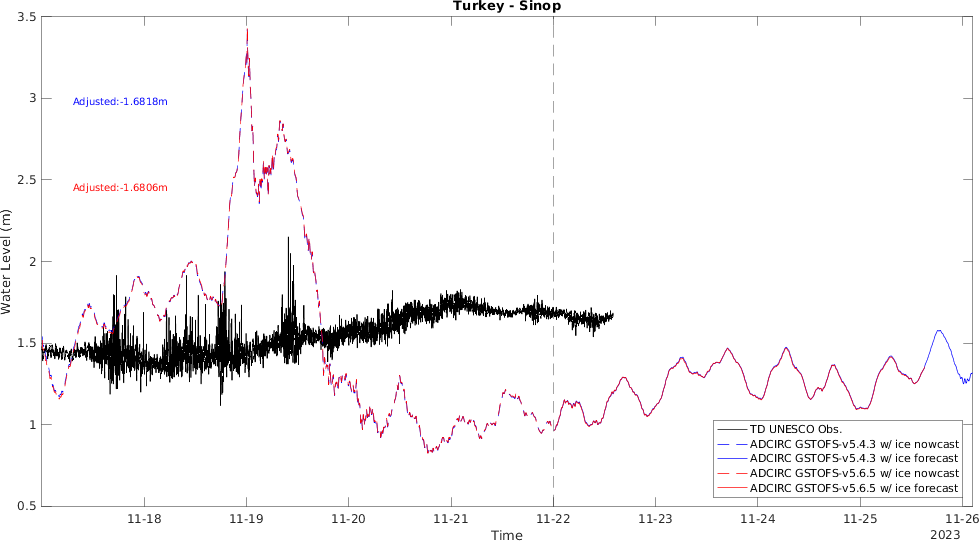 Turkey - Sinop
3.5
3
2.5
2
1.5
1
0.5
Water Level (m)
Adjusted:-1.6818m
Adjusted:-1.6806m
TD UNESCO Obs.
ADCIRC GSTOFS-v5.4.3 w/ ice nowcast
ADCIRC GSTOFS-v5.4.3 w/ ice forecast
ADCIRC GSTOFS-v5.6.5 w/ ice nowcast
ADCIRC GSTOFS-v5.6.5 w/ ice forecast
11-18 11-19 11-20 11-21 11-22 11-23 11-24 11-25 11-26
Time
2023